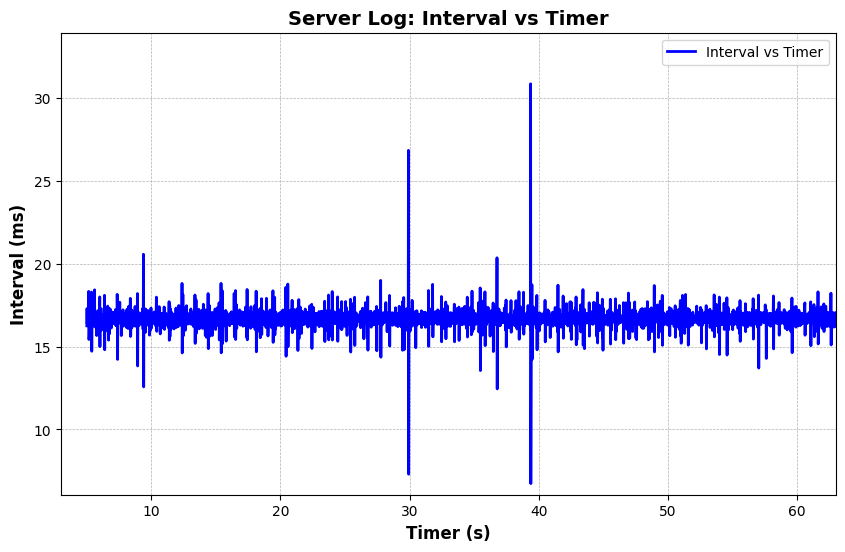 Server Log: Interval vs Timer
Interval vs Timer
Interval (ms)
30
25
20
15
10
10 20 30 40 50 60
Timer (s)